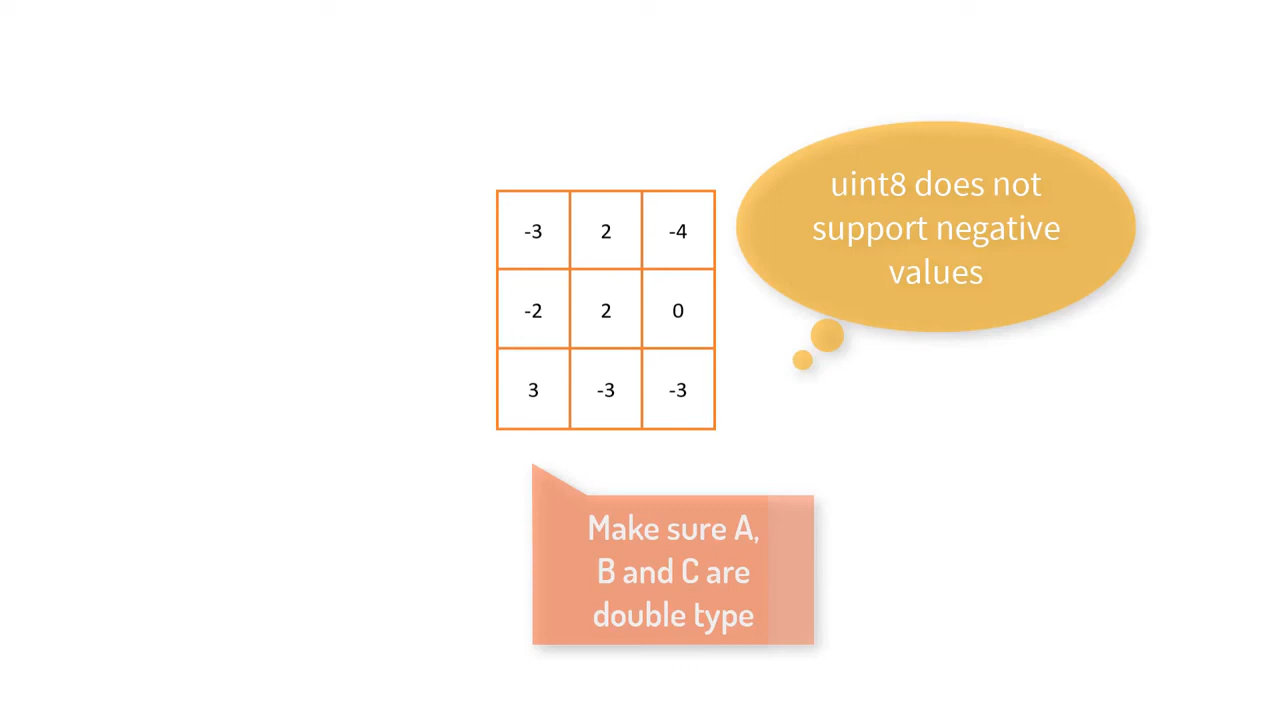 -3 2 -4
-2 2 0
3 -3 -3
uint8 does not
support negative
values
Make sure A,
B and C are
double type